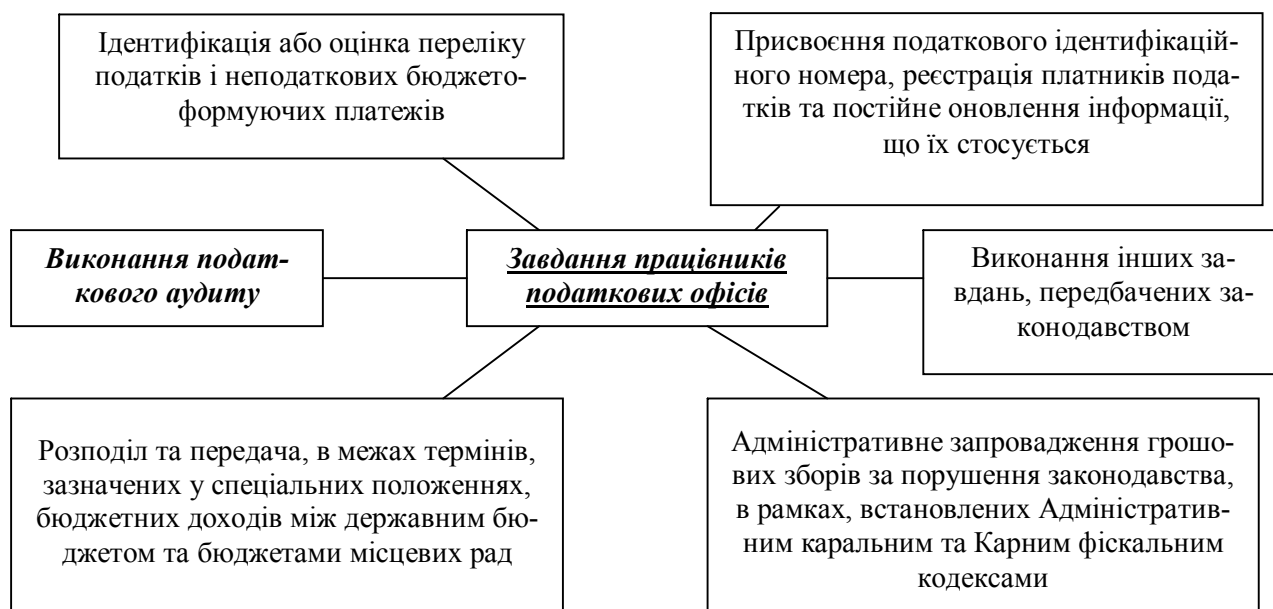 Ідентифікація або оцінка переліку
податків і неподаткових бюджето-
формуючих платежів
Присвоєння податкового ідентифікацій-
ного номера, реєстрація платників пода-
тків та постійне оновлення інформації,
що їх стосується
Виконання подат-
кового аудиту
Завдання працівників
податкових офісів
Виконання інших за-
вдань, передбачених за-
конодавством
Розподіл та передача, в межах термінів,
зазначених у спеціальних положеннях,
бюджетних доходів між державним бю-
джетом та бюджетами місцевих рад
Адміністративне запровадження грошо-
вих зборів за порушення законодавства,
в рамках, встановлених Адміністратив-
ним каральним та Карним фіскальним
кодексами